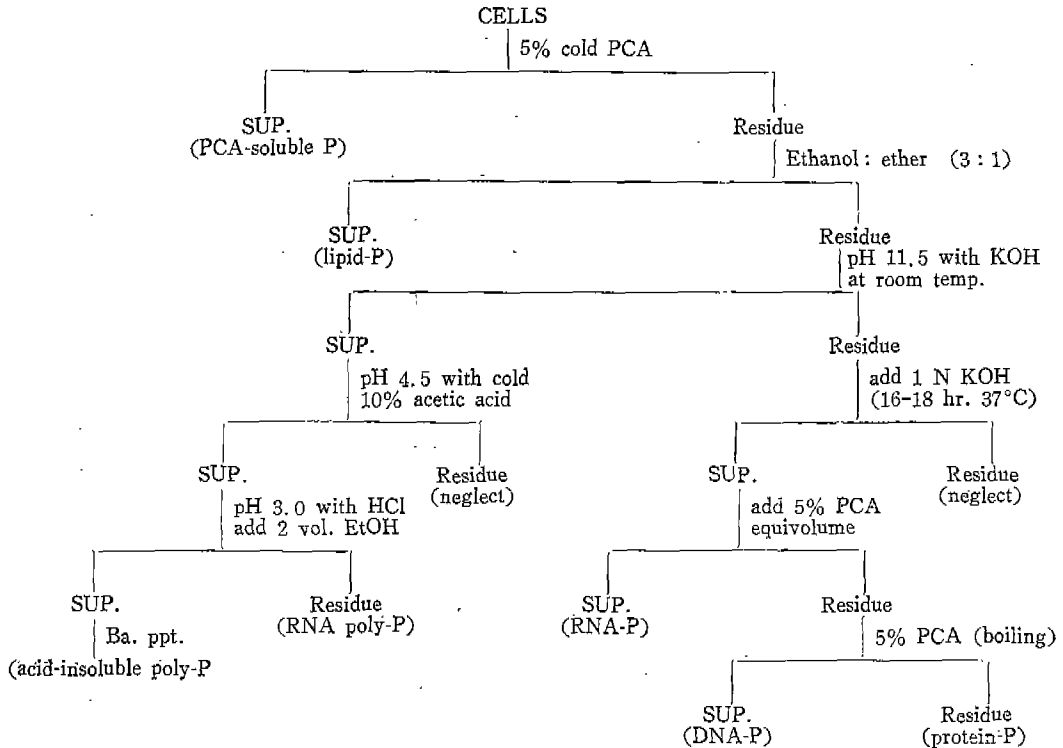 CELLS
5% cold PCA
SUP.
(PCA-soluble P)
Residue
Ethanol : ether (3 : 1)
SUP.
(lipid-P)
Residue
pH 11.5 with KOH
at room temp.
SUP.
Residue
pH 4.5 with cold
10% acetic acid
add 1 N KOH
(16-18 hr. 37°C)
SUP.
Residue
(neglect)
SUP.
Residue
(neglect)
pH 3.0 with HCl
add 2 vol. EtOH
add 5% PCA
equivolume
SUP.
Residue
(RNA poly-P)
SUP.
(RNA-P)
Residue
Ba. ppt.
(acid-insoluble poly-P
5% PCA (boiling)
SUP.
(DNA-P)
Residue
(protein-P)